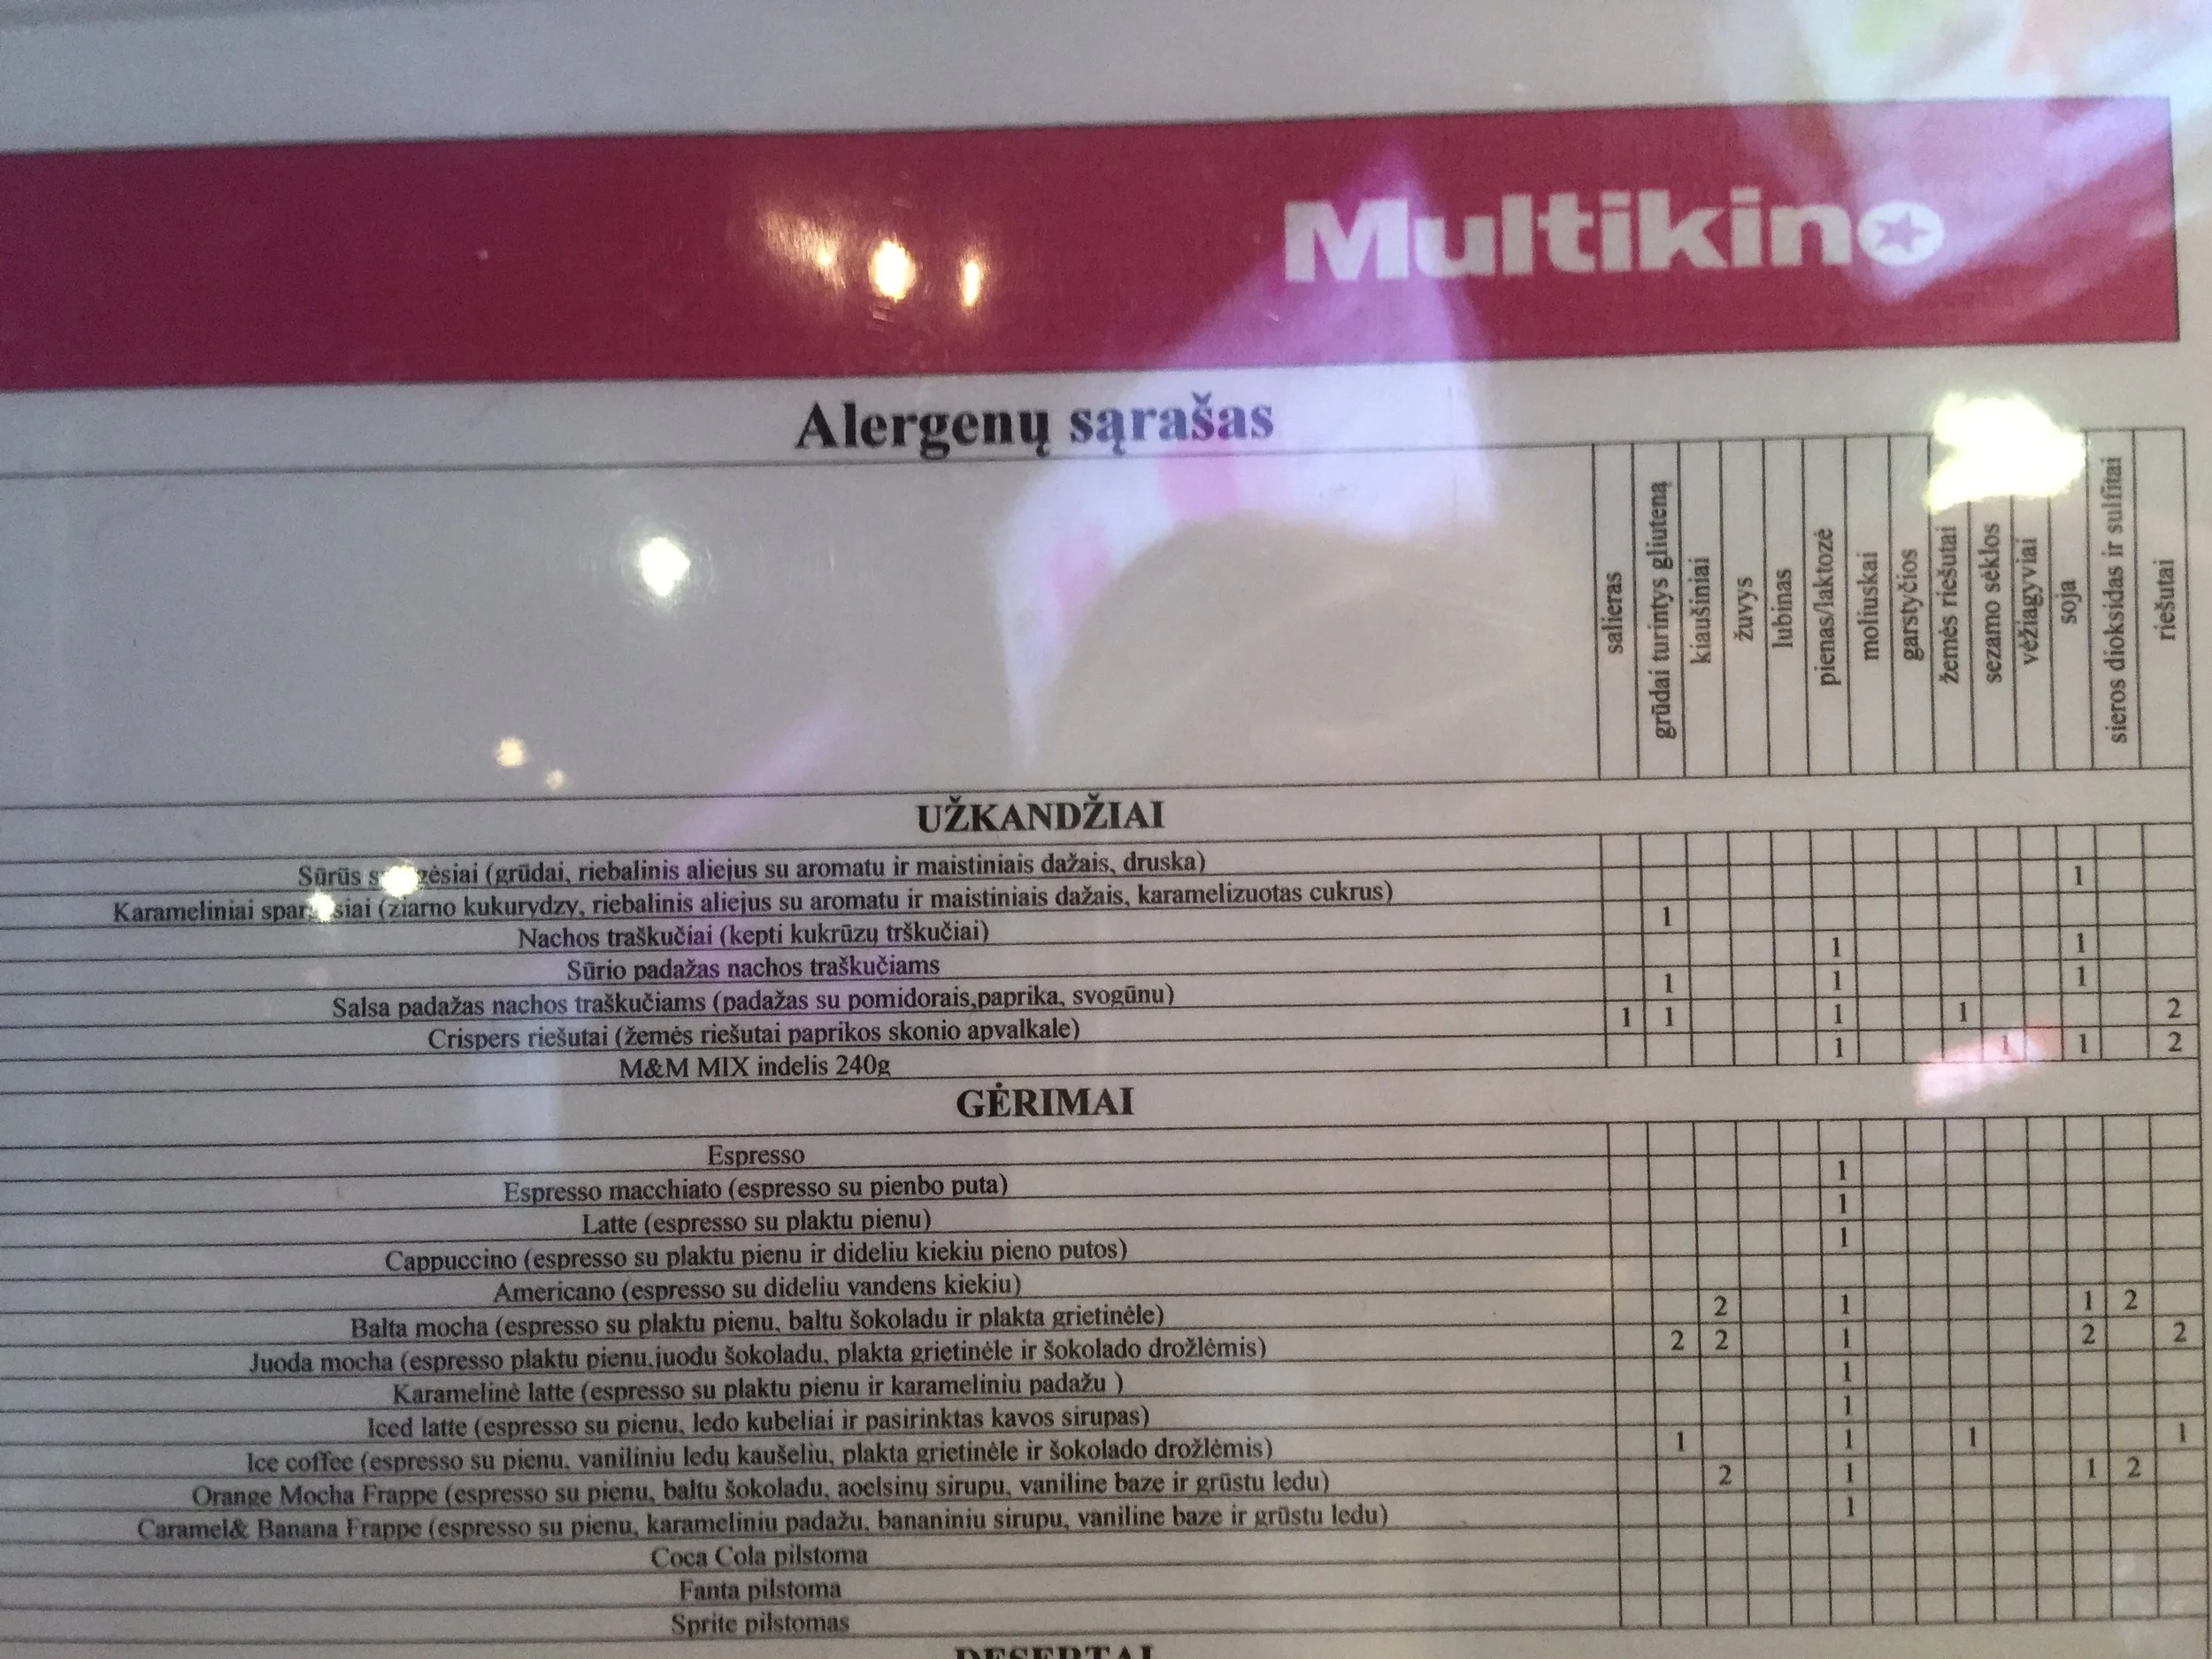 Multikino
Alergenų sąrašas
salieras
grūdai turintys gliuteną
kiaušiniai
žuvys
lubinas
pienas/laktozė
moliuskai
garstyčios
žemės riešutai
sezamo sėklos
vėžiagyviai
soja
sieros dioksidas ir sulfitai
riešutai
UŽKANDŽIAI
Sūrūs (grūdai, riebalinis aliejus su aromatu ir maistiniais dažais, druska) 1
Karameliniai (ziarno kukurydzy, riebalinis aliejus su aromatu ir maistiniais dažais, karamelizuotas cukrus) 1
Nachos traškučiai (kepti kukrūzų trškučiai) 1 1
Sūrio padažas nachos traškučiams 1 1 1
Salsa padažas nachos traškučiams (padažas su pomidorais,paprika, svogūnu) 1 1 1 1 2
Crispers riešutai (žemės riešutai paprikos skonio apvalkale) 1 1 1 2
M&M MIX indelis 240g
GĖRIMAI
Espresso
Espresso macchiato (espresso su pienbo puta) 1
Latte (espresso su plaktu pienu) 1
Cappuccino (espresso su plaktu pienu ir dideliu kiekiu pieno putos) 1
Americano (espresso su dideliu vandens kiekiu)
Balta mocha (espresso su plaktu pienu, baltu šokoladu ir plakta grietinėle) 2 1 1 2
Juoda mocha (espresso plaktu pienu,juodu šokoladu, plakta grietinėle ir šokolado drožlėmis) 2 2 1 2 2
Karamelinė latte (espresso su plaktu pienu ir karameliniu padažu ) 1
Iced latte (espresso su pienu, ledo kubeliai ir pasirinktas kavos sirupas) 1
Ice coffee (espresso su pienu, vaniliniu ledų kaušeliu, plakta grietinėle ir šokolado drožlėmis) 1 1 1 1
Orange Mocha Frappe (espresso su pienu, baltu šokoladu, aoelsinų sirupu, vaniline baze ir grūstu ledu) 2 1 1 2
Caramel& Banana Frappe (espresso su pienu, karameliniu padažu, bananiniu sirupu, vaniline baze ir grūstu ledu) 1
Coca Cola pilstoma
Fanta pilstoma
Sprite pilstomas
DESERTAI